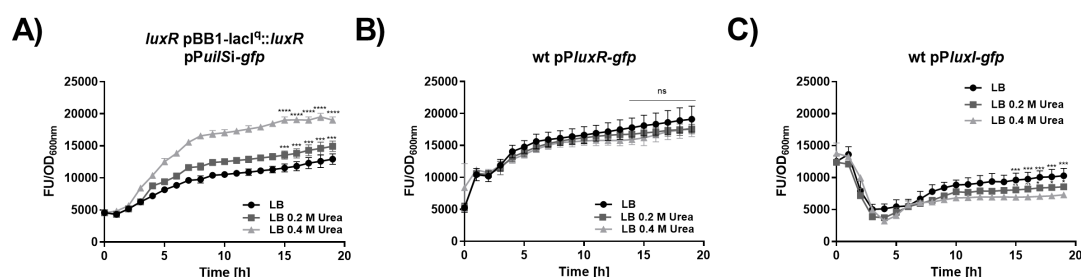 A)
luxR pBB1-lacIq::luxR
pPuilSi-gfp
FU/OD600nm
25000
20000
15000
10000
5000
0
0 5 10 15 20
Time [h]
**** **** **** **** ****
*** *** *** *** ***
LB
LB 0.2 M Urea
LB 0.4 M Urea
B)
wt pPluxR-gfp
FU/OD600nm
25000
20000
15000
10000
5000
0
0 5 10 15 20
Time [h]
ns
LB
LB 0.2 M Urea
LB 0.4 M Urea
C)
wt pPluxI-gfp
FU/OD600nm
25000
20000
15000
10000
5000
0
0 5 10 15 20
Time [h]
LB
LB 0.2 M Urea
LB 0.4 M Urea
*** *** *** *** ***